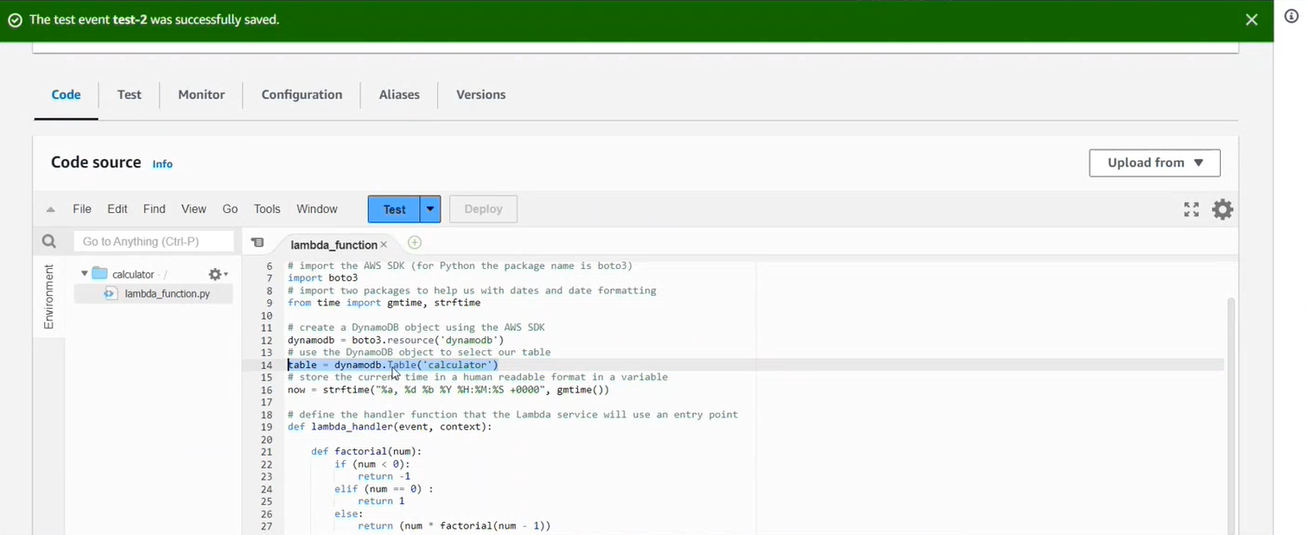 The test event test-2 was successfully saved.
Code Test Monitor Configuration Aliases Versions
Code source Info Upload from
File Edit Find View Go Tools Window Test Deploy
Go to Anything (Ctrl-P) lambda_function
Environment
calculator /
lambda_function.py
6 # import the AWS SDK (for Python the package name is boto3)
7 import boto3
8 # import two packages to help us with dates and date formatting
9 from time import gmtime, strftime
10
11 # create a DynamoDB object using the AWS SDK
12 dynamodb = boto3.resource('dynamodb')
13 # use the DynamoDB object to select our table
14 table = dynamodb.Table('calculator')
15 # store the current time in a human readable format in a variable
16 now = strftime("%a, %d %b %Y %H:%M:%S +0000", gmtime())
17
18 # define the handler function that the Lambda service will use an entry point
19 def lambda_handler(event, context):
20
21 def factorial(num):
22 if (num < 0):
23 return -1
24 elif (num == 0) :
25 return 1
26 else:
27 return (num * factorial(num - 1))